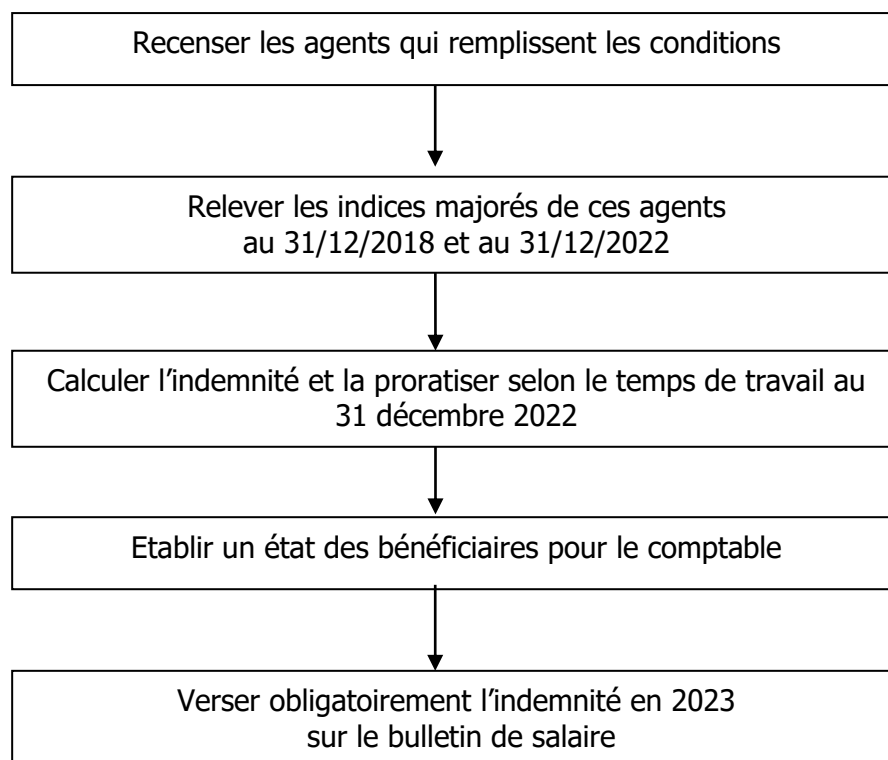 Recenser les agents qui remplissent les conditions
Relever les indices majorés de ces agents
au 31/12/2018 et au 31/12/2022
Calculer l’indemnité et la proratiser selon le temps de travail au
31 décembre 2022
Etablir un état des bénéficiaires pour le comptable
Verser obligatoirement l’indemnité en 2023
sur le bulletin de salaire